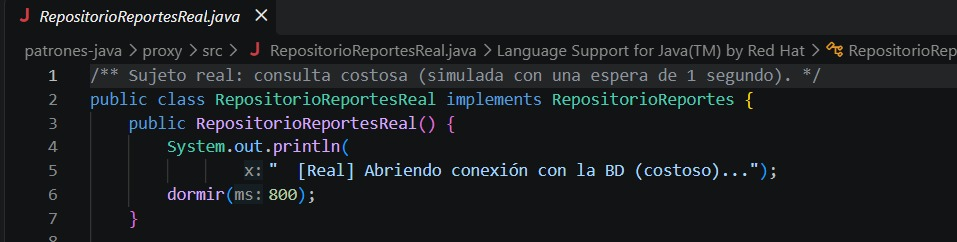 RepositorioReportesReal.java
patrones-java > proxy > src > RepositorioReportesReal.java > Language Support for Java(TM) by Red Hat > RepositorioRep
1 /** Sujeto real: consulta costosa (simulada con una espera de 1 segundo). */
2 public class RepositorioReportesReal implements RepositorioReportes {
3 public RepositorioReportesReal() {
4 System.out.println(
5 x: "  [Real] Abriendo conexión con la BD (costoso)...");
6 dormir(ms: 800);
7 }
8